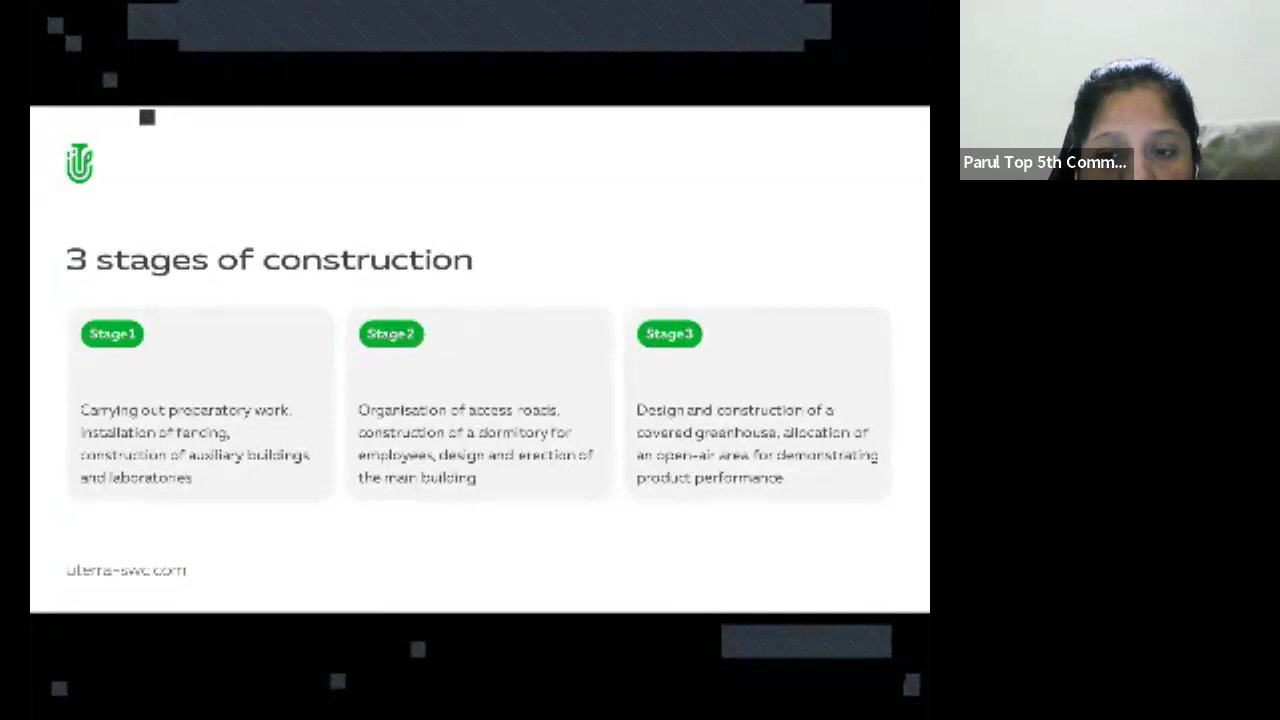 3 stages of construction
Stage1
Carrying out preparatory work,
installation of fencing,
construction of auxiliary buildings
and laboratories
Stage2
Organisation of access roads,
construction of a dormitory for
employees, design and erection of
the main building
Stage3
Design and construction of a
covered greenhouse, allocation of
an open-air area for demonstrating
product performance
uterra-swc.com
Parul Top 5th Comm...